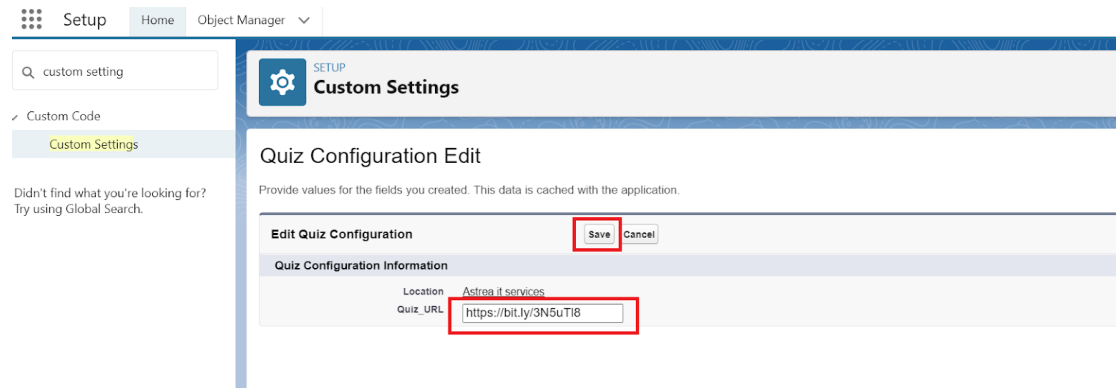 Setup Home Object Manager
custom setting
Custom Code
Custom Settings
Didn't find what you're looking for?
Try using Global Search.
SETUP
Custom Settings
Quiz Configuration Edit
Provide values for the fields you created. This data is cached with the application.
Edit Quiz Configuration Save Cancel
Quiz Configuration Information
Location Astrea it services
Quiz_URL https://bit.ly/3N5uTl8